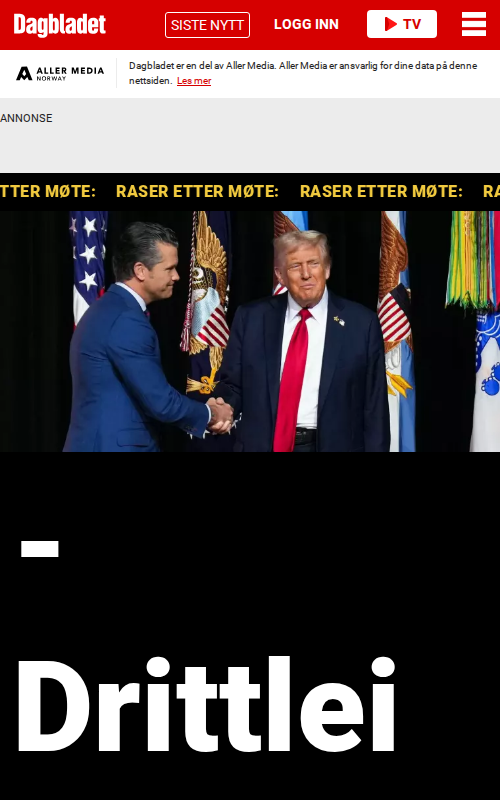 Dagbladet
SISTE NYTT
LOGG INN
TV
ALLER MEDIA
NORWAY
Dagbladet er en del av Aller Media. Aller Media er ansvarlig for dine data på denne
nettsiden. Les mer
ANNONSE
TTER MØTE: RASER ETTER MØTE: RASER ETTER MØTE: RA
-
Drittlei